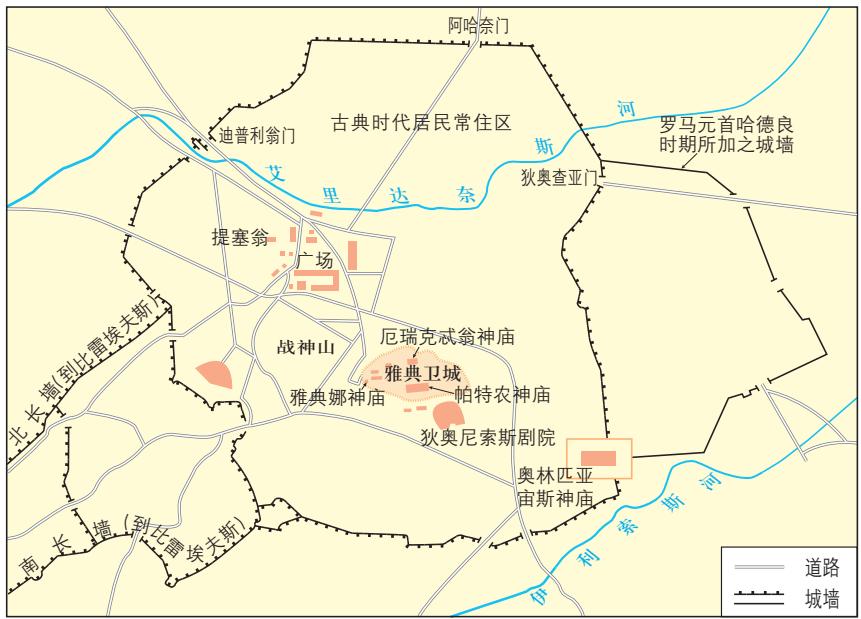 阿哈奈门
迪普利翁门
古典时代居民常住区
艾里达奈斯河
罗马元首哈德良
时期所加之城墙
狄奥查亚门
提塞翁
广场
战神山
厄瑞克忒翁神庙
雅典卫城
雅典娜神庙
帕特农神庙
狄奥尼索斯剧院
奥林匹亚
宙斯神庙
北长墙(到比雷埃夫斯)
南长墙(到比雷埃夫斯)
伊利索斯河
道路
城墙